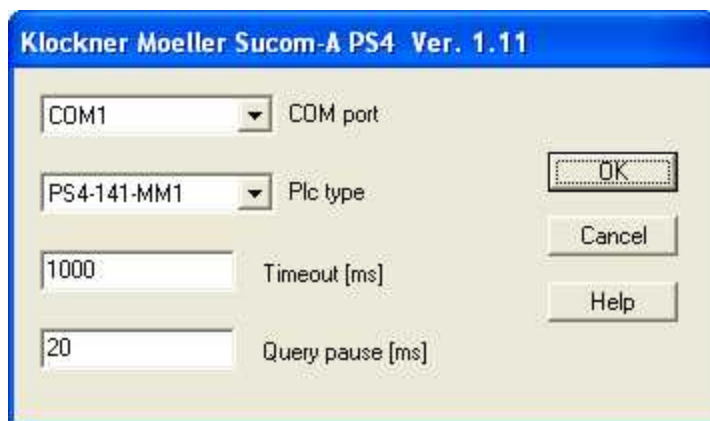 Klockner Moeller Sucom-A PS4 Ver. 1.11
COM1 COM port
PS4-141-MM1 Plc type
OK
1000 Timeout [ms]
Cancel
Help
20 Query pause [ms]